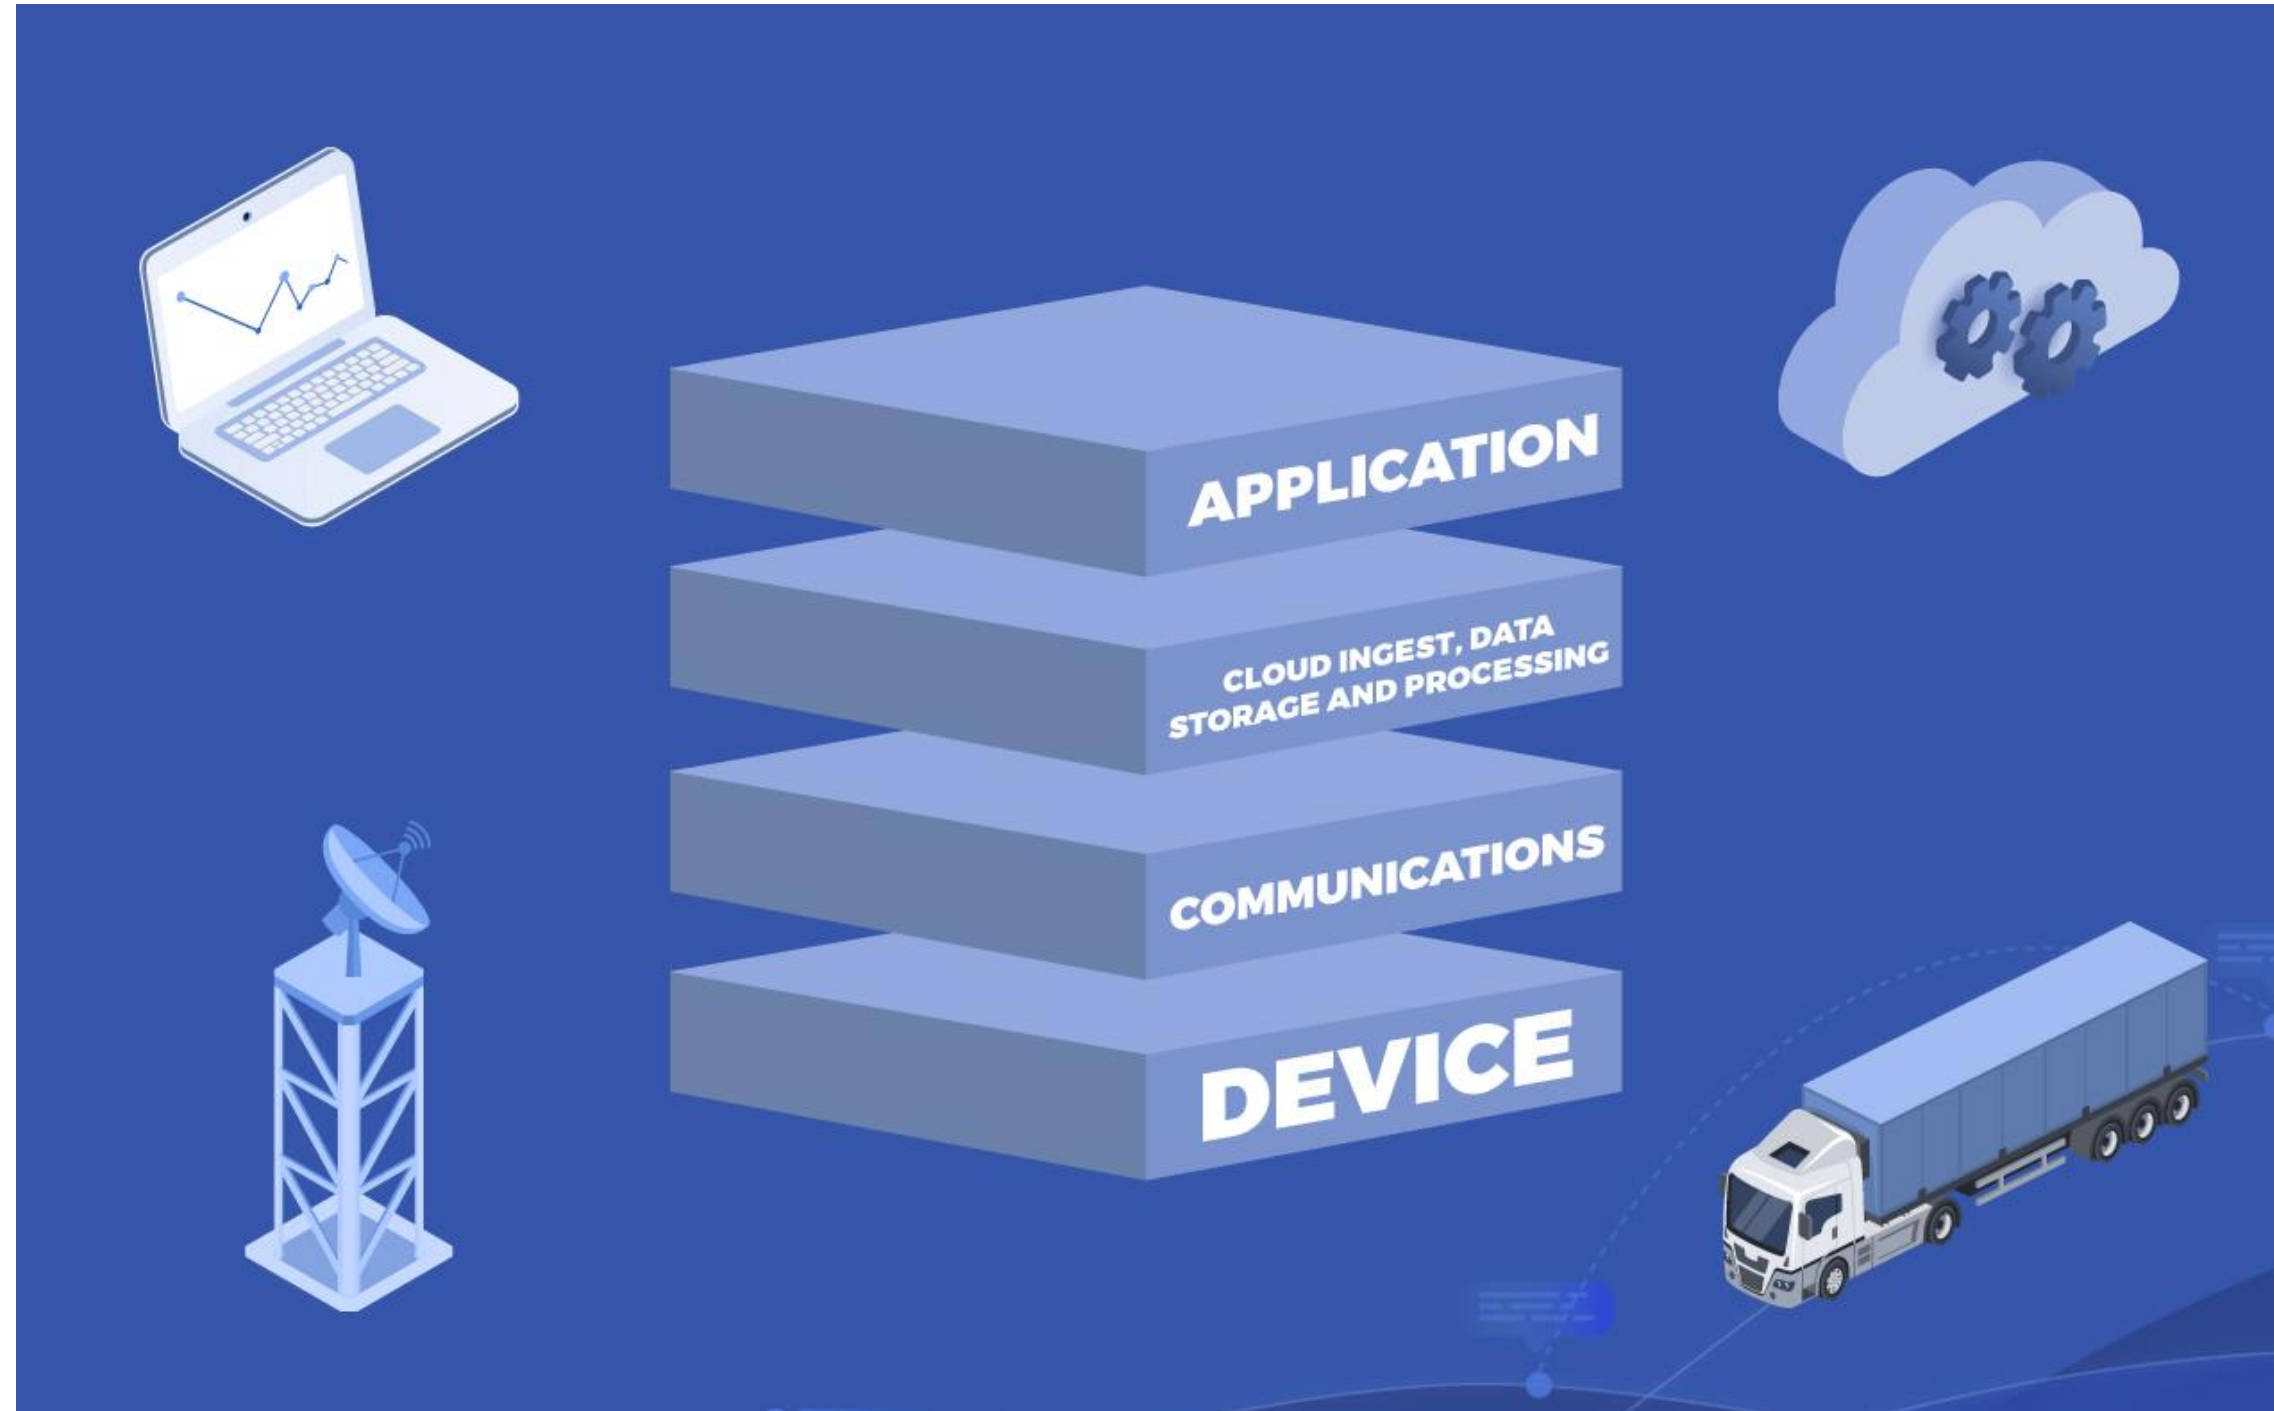 APPLICATION
CLOUD INGEST, DATA
STORAGE AND PROCESSING
COMMUNICATIONS
DEVICE